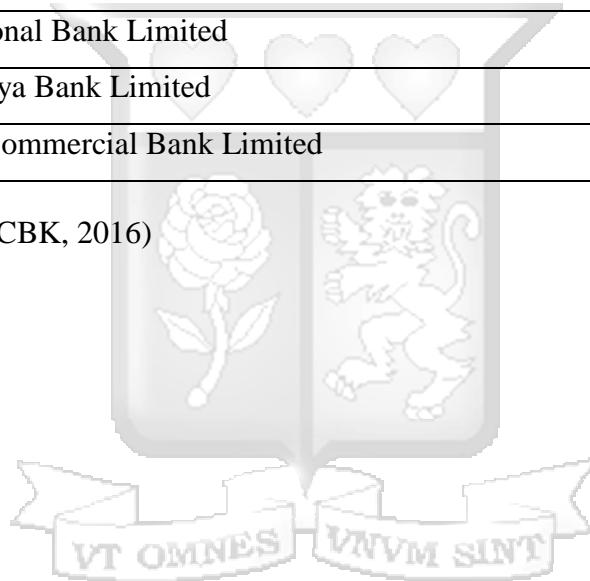 onal Bank Limited
ya Bank Limited
ommercial Bank Limited
CBK, 2016)
VT OMNES VNVM SINT